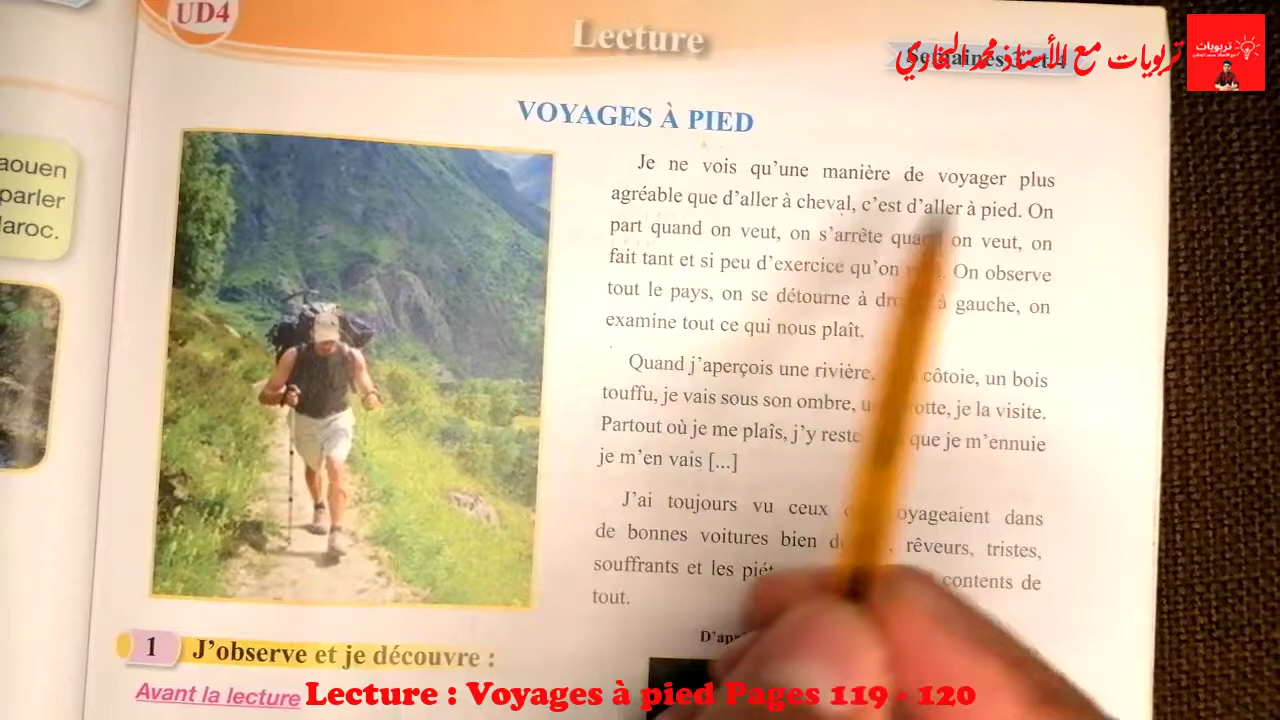 UD4
Lecture
تربويات مع الأستاذ محمد البخاري
تربويات
VOYAGES À PIED
aouen
parler
laroc.
Je ne vois qu'une manière de voyager plus
agréable que d'aller à cheval, c'est d'aller à pied. On
part quand on veut, on s'arrête quand on veut, on
fait tant et si peu d'exercice qu'on. On observe
tout le pays, on se détourne à à gauche, on
examine tout ce qui nous plaît.
Quand j'aperçois une rivière, côtoie, un bois
touffu, je vais sous son ombre, je la visite.
Partout où je me plaîs, j'y reste que je m'ennuie
je m'en vais [...]
J'ai toujours vu ceux voyageaient dans
de bonnes voitures bien rêveurs, tristes,
souffrants et les contents de
tout.
1 J'observe et je découvre :
Avant la lecture
Lecture : Voyages à pied Pages 119 - 120